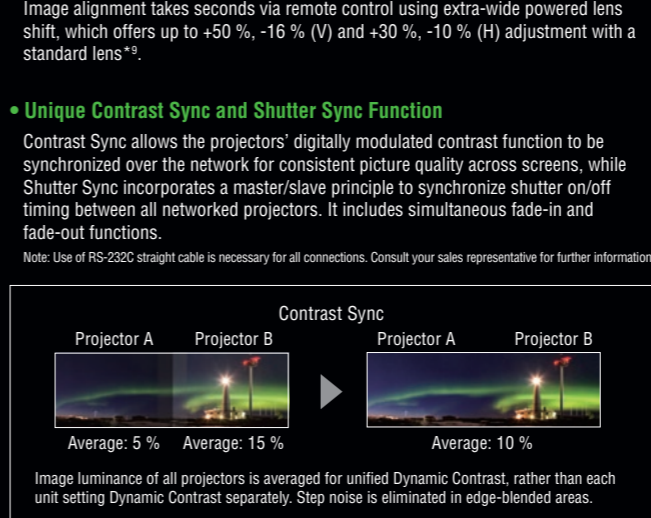 Image alignment takes seconds via remote control using extra-wide powered lens
shift, which offers up to +50 %, -16 % (V) and +30 %, -10 % (H) adjustment with a
standard lens*9.
• Unique Contrast Sync and Shutter Sync Function
Contrast Sync allows the projectors’ digitally modulated contrast function to be
synchronized over the network for consistent picture quality across screens, while
Shutter Sync incorporates a master/slave principle to synchronize shutter on/off
timing between all networked projectors. It includes simultaneous fade-in and
fade-out functions.
Note: Use of RS-232C straight cable is necessary for all connections. Consult your sales representative for further information
Contrast Sync
Projector A Projector B Projector A Projector B
Average: 5 % Average: 15 % Average: 10 %
Image luminance of all projectors is averaged for unified Dynamic Contrast, rather than each
unit setting Dynamic Contrast separately. Step noise is eliminated in edge-blended areas.